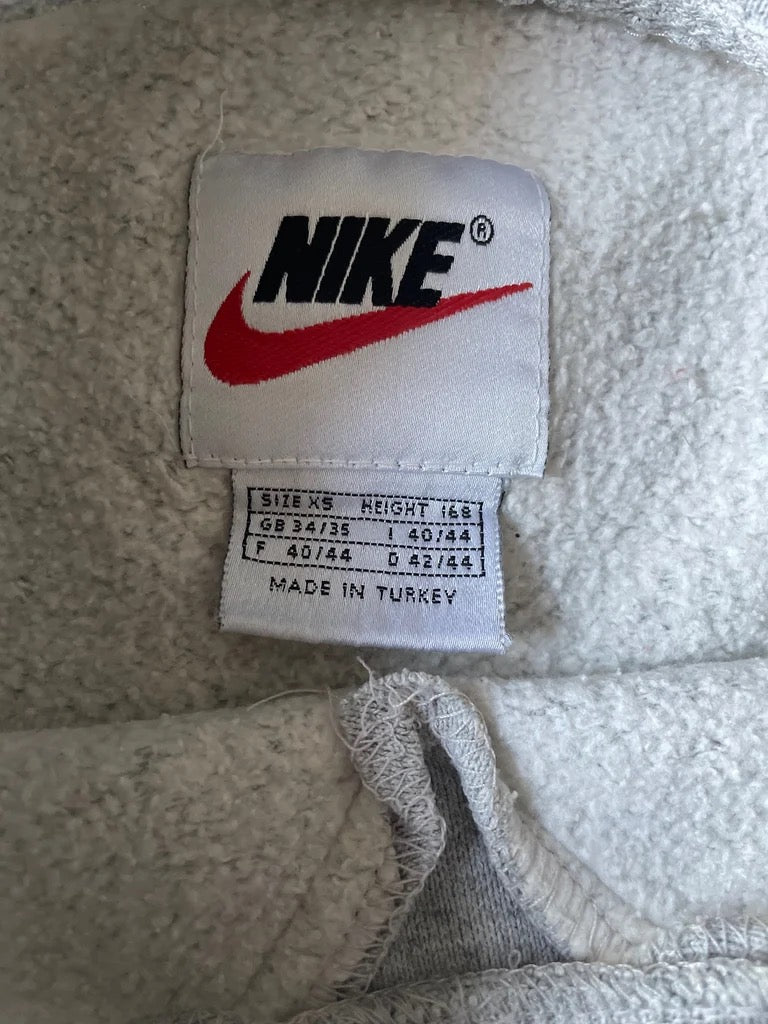 NIKE®
SIZE XS HEIGHT 168
GB 34/35 I 40/44
F 40/44 D 42/44
MADE IN TURKEY